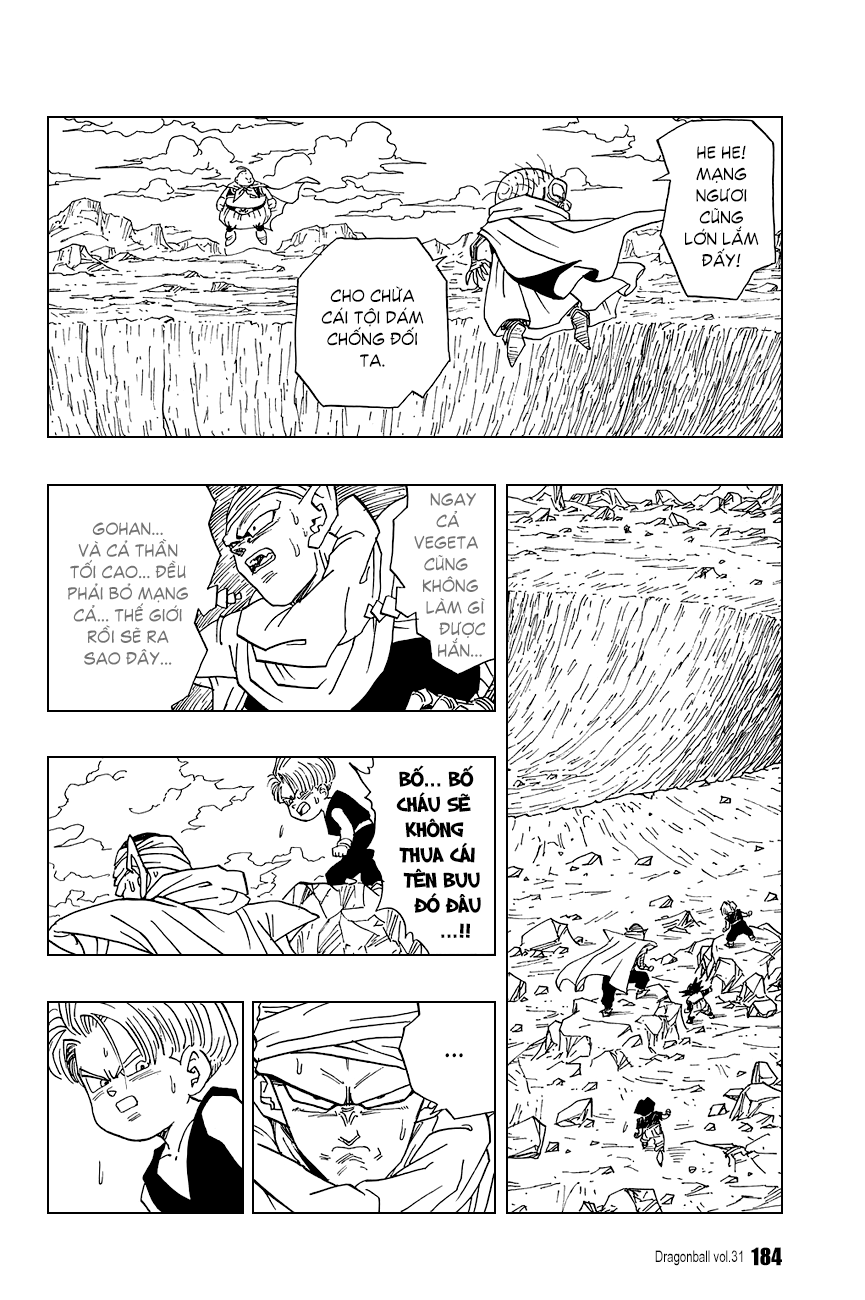 HE HE!
MẠNG
NGƯƠI
CŨNG
LỚN LẮM
ĐẤY!
CHO CHỪA
CÁI TỘI DÁM
CHỐNG ĐỐI
TA.
NGAY
CẢ
VEGETA
CŨNG
KHÔNG
LÀM GÌ
ĐƯỢC
HẮN...
GOHAN...
VÀ CẢ THẦN
TỐI CAO... ĐỀU
PHẢI BỎ MẠNG
CẢ... THẾ GIỚI
RỒI SẼ RA
SAO ĐÂY...
BỐ... BỐ
CHÁU SẼ
KHÔNG
THUA CÁI
TÊN BUU
ĐÓ ĐÂU
...!!
...
Dragonball vol.31 184